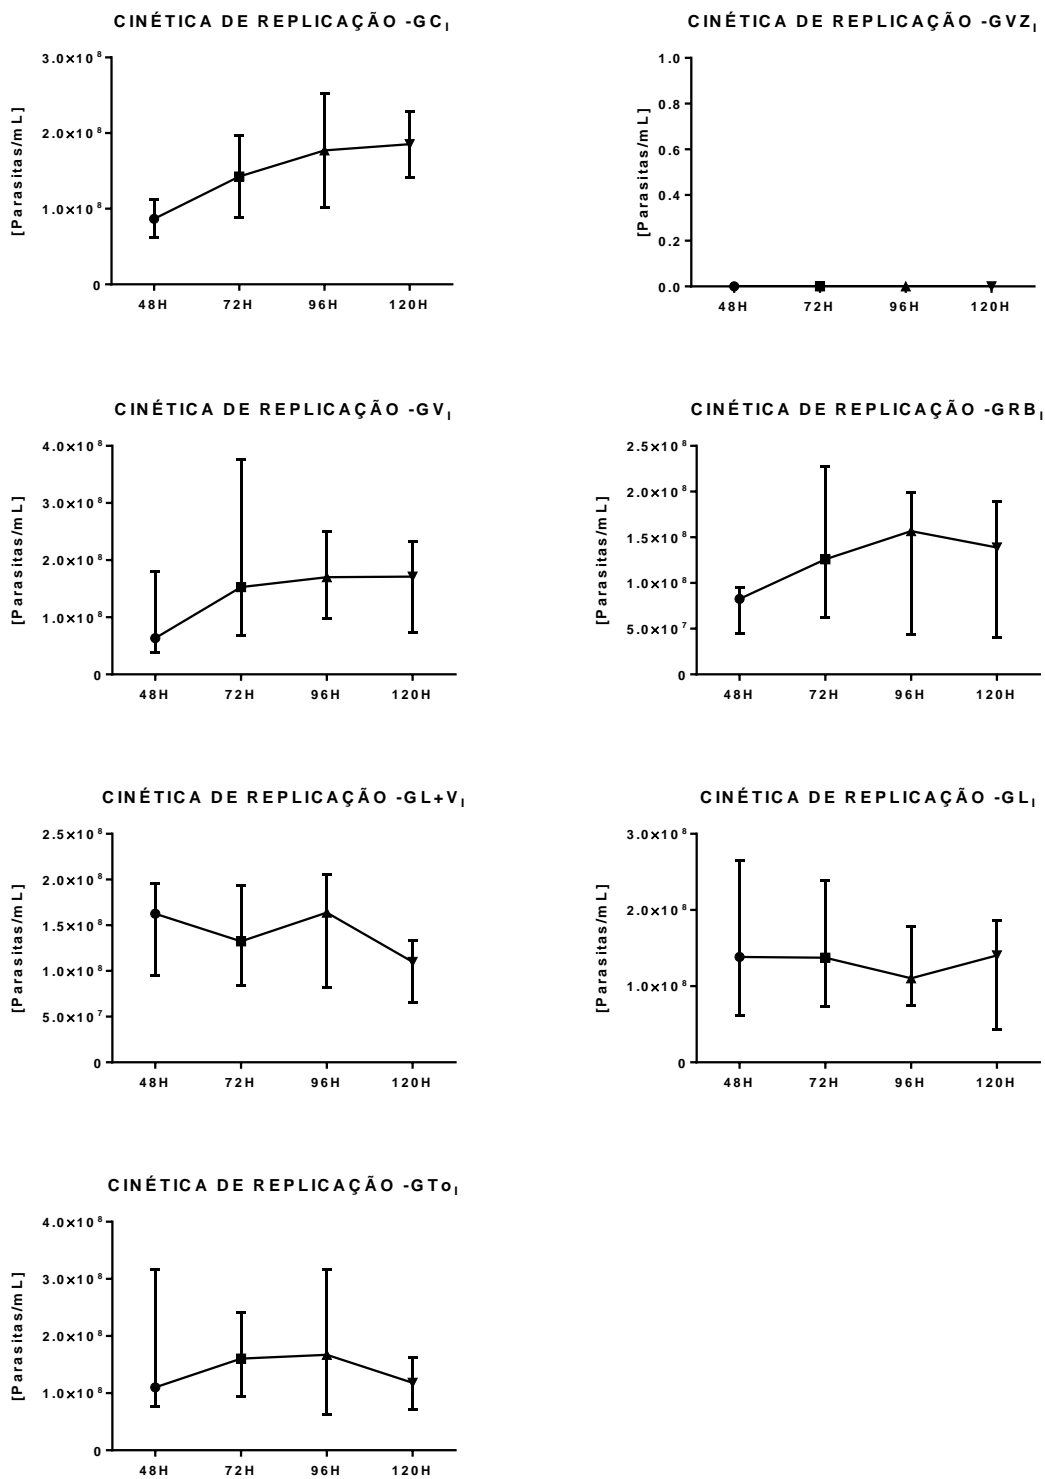 CINÉTICA DE REPLICAÇÃO -GCI
[Parasitas/mL]
3.0×10⁸
2.0×10⁸
1.0×10⁸
0
48H 72H 96H 120H
CINÉTICA DE REPLICAÇÃO -GVZI
[Parasitas/mL]
1.0
0.8
0.6
0.4
0.2
0.0
48H 72H 96H 120H
CINÉTICA DE REPLICAÇÃO -GVI
[Parasitas/mL]
4.0×10⁸
3.0×10⁸
2.0×10⁸
1.0×10⁸
0
48H 72H 96H 120H
CINÉTICA DE REPLICAÇÃO -GRBI
[Parasitas/mL]
2.5×10⁸
2.0×10⁸
1.5×10⁸
1.0×10⁸
5.0×10⁷
0
48H 72H 96H 120H
CINÉTICA DE REPLICAÇÃO -GL+VI
[Parasitas/mL]
2.5×10⁸
2.0×10⁸
1.5×10⁸
1.0×10⁸
5.0×10⁷
0
48H 72H 96H 120H
CINÉTICA DE REPLICAÇÃO -GLI
[Parasitas/mL]
3.0×10⁸
2.0×10⁸
1.0×10⁸
0
48H 72H 96H 120H
CINÉTICA DE REPLICAÇÃO -GToI
[Parasitas/mL]
4.0×10⁸
3.0×10⁸
2.0×10⁸
1.0×10⁸
0
48H 72H 96H 120H